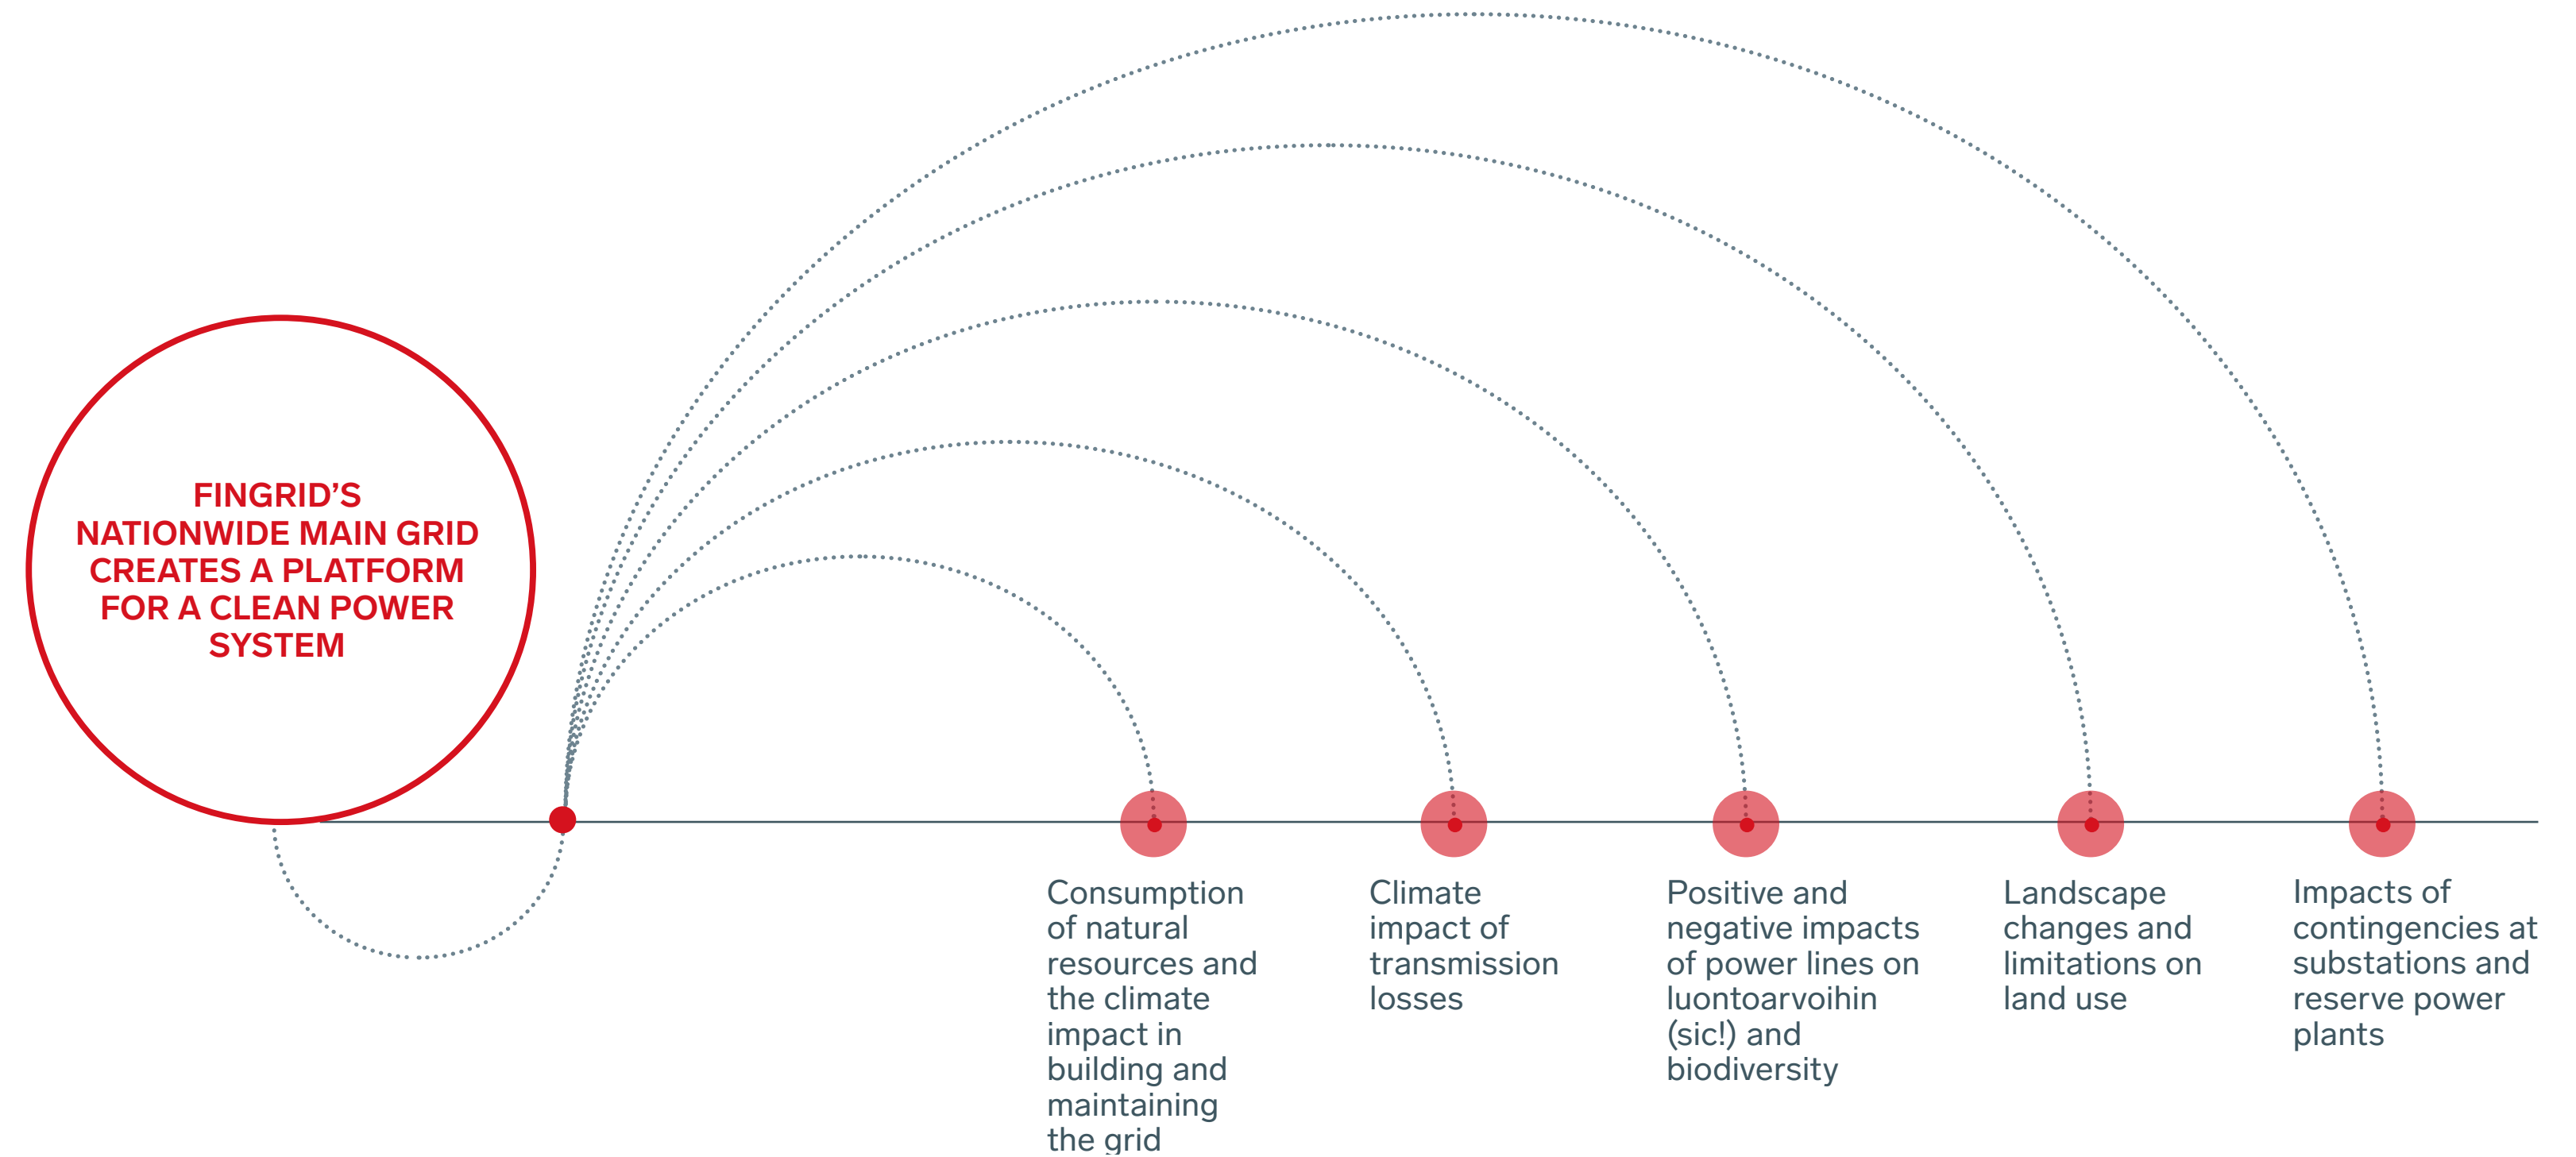 FINGRID’S
NATIONWIDE MAIN GRID
CREATES A PLATFORM
FOR A CLEAN POWER
SYSTEM
Consumption
of natural
resources and
the climate
impact in
building and
maintaining
the grid
Climate
impact of
transmission
losses
Positive and
negative impacts
of power lines on
luontoarvoihin
(sic!) and
biodiversity
Landscape
changes and
limitations on
land use
Impacts of
contingencies at
substations and
reserve power
plants